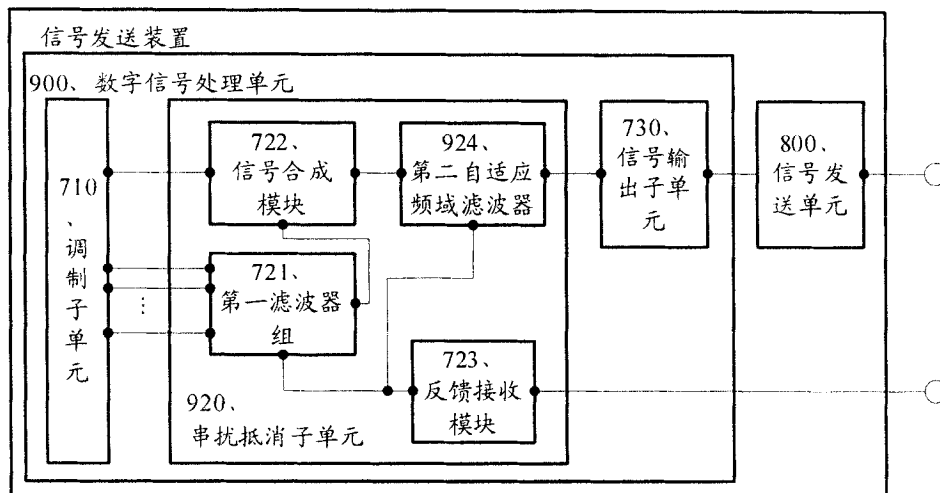 信号发送装置
900、数字信号处理单元
710
、
调
制
子
单
元
722、
信号合成
模块
924、
第二自适应
频域滤波器
730、
信号输
出子单
元
800、
信号发
送单元
721、
第一滤波器
组
…
723、
反馈接收
模块
920、
串扰抵消子单元